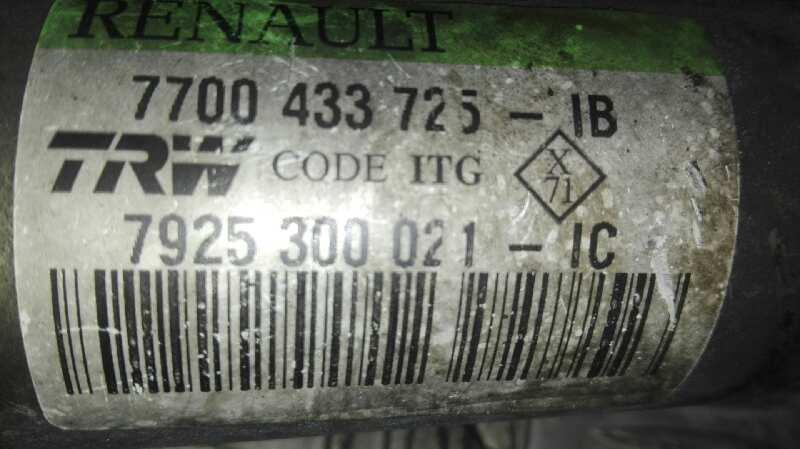 RENAULT
7700 433 725 - IB
TRW CODE ITG X 71
7925 300 021 - IC